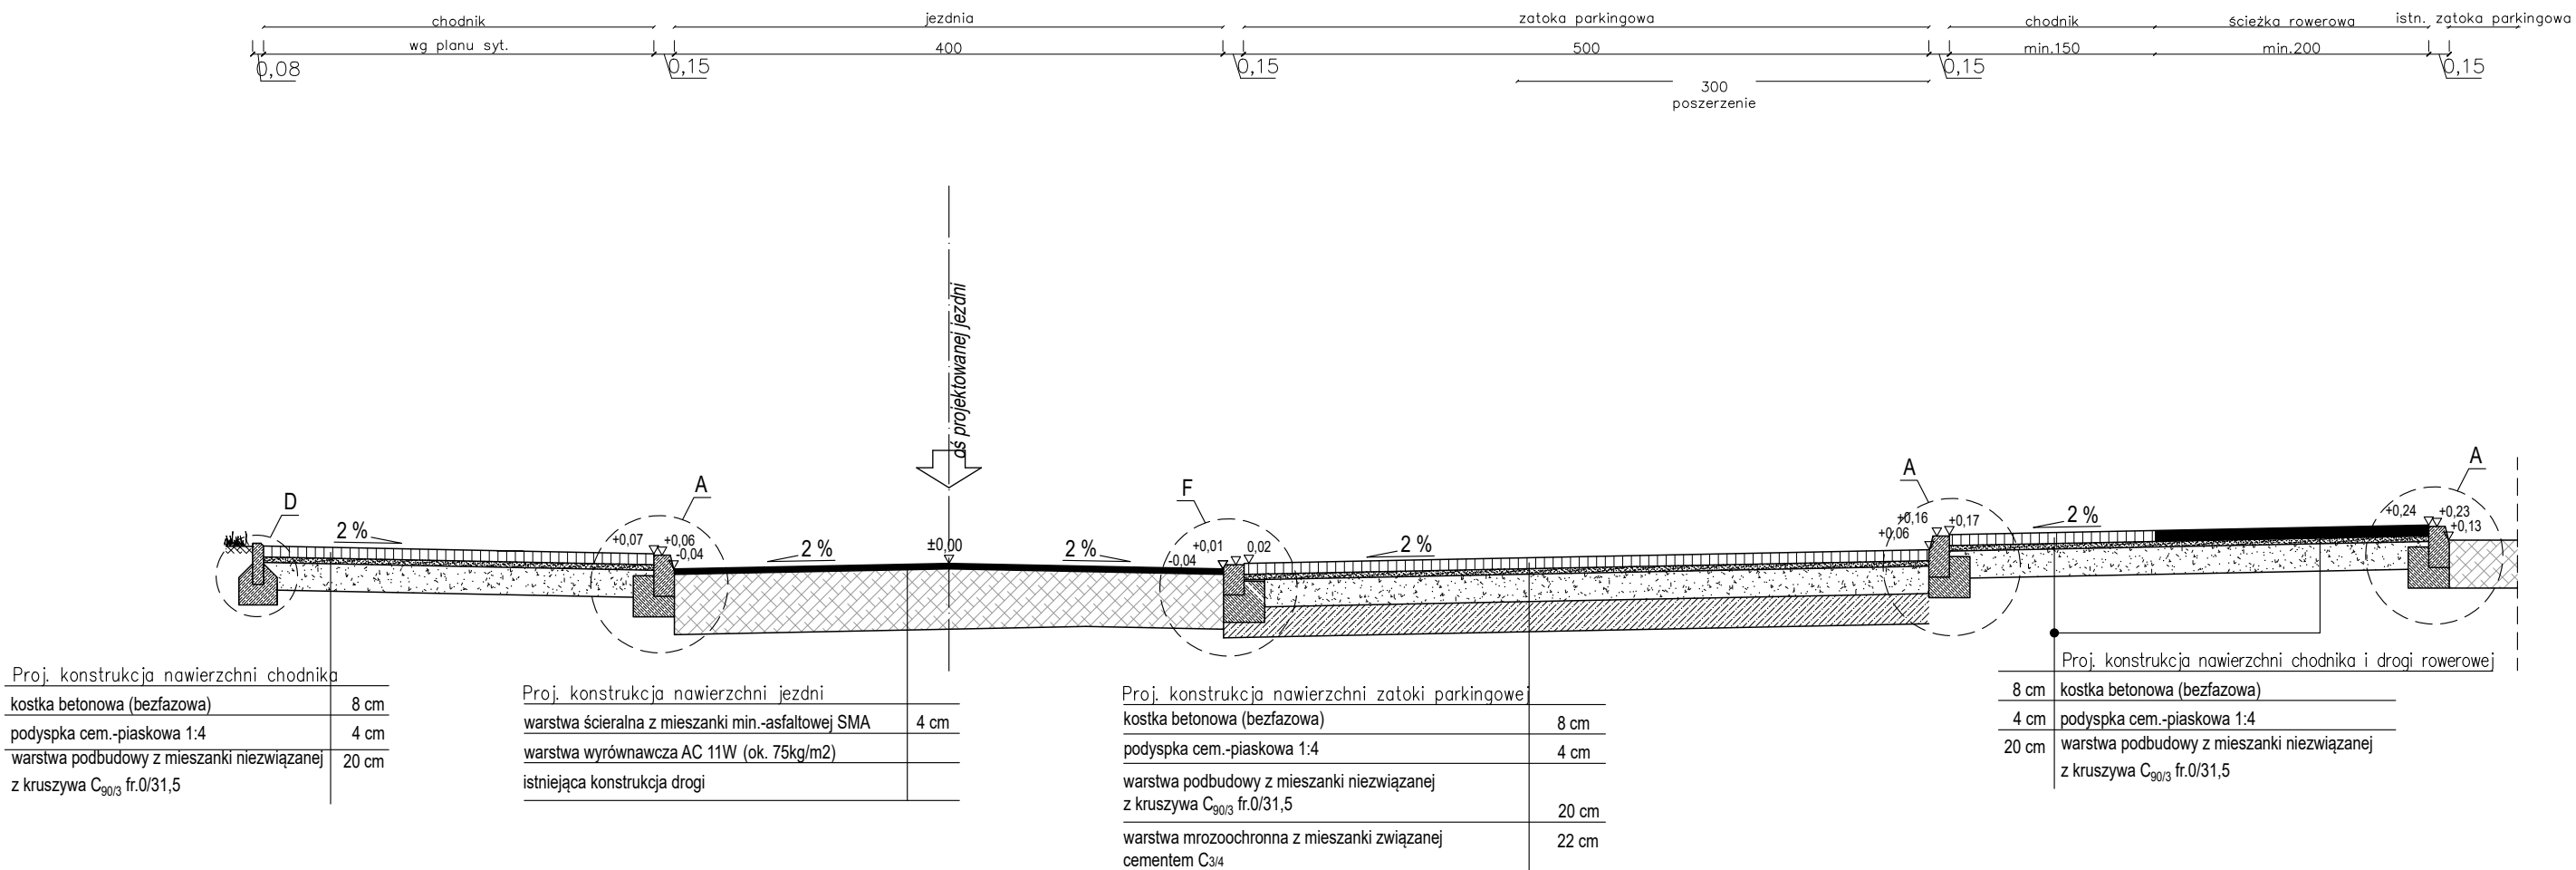 chodnik
jezdnia
zatoka parkingowa
chodnik
ścieżka rowerowa
istn. zatoka parkingowa
wg planu syt.
400
500
min.150
min.200
0,08
0,15
0,15
0,15
0,15
300
poszerzenie
oś projektowanej jezdni
D
A
F
A
A
2 %
+0,07
+0,06
-0,04
2 %
±0,00
2 %
-0,04
+0,01
0,02
2 %
+0,06
+0,16
+0,17
2 %
+0,24
+0,23
+0,13
Proj. konstrukcja nawierzchni chodnika
kostka betonowa (bezfazowa) 8 cm
podyspka cem.-piaskowa 1:4 4 cm
warstwa podbudowy z mieszanki niezwiązanej 20 cm
z kruszywa C90/3 fr.0/31,5
Proj. konstrukcja nawierzchni jezdni
warstwa ścieralna z mieszanki min.-asfaltowej SMA 4 cm
warstwa wyrównawcza AC 11W (ok. 75kg/m2)
istniejąca konstrukcja drogi
Proj. konstrukcja nawierzchni zatoki parkingowej
kostka betonowa (bezfazowa) 8 cm
podyspka cem.-piaskowa 1:4 4 cm
warstwa podbudowy z mieszanki niezwiązanej
z kruszywa C90/3 fr.0/31,5 20 cm
warstwa mrozoochronna z mieszanki związanej 22 cm
cementem C3/4
Proj. konstrukcja nawierzchni chodnika i drogi rowerowej
8 cm kostka betonowa (bezfazowa)
4 cm podyspka cem.-piaskowa 1:4
20 cm warstwa podbudowy z mieszanki niezwiązanej
z kruszywa C90/3 fr.0/31,5